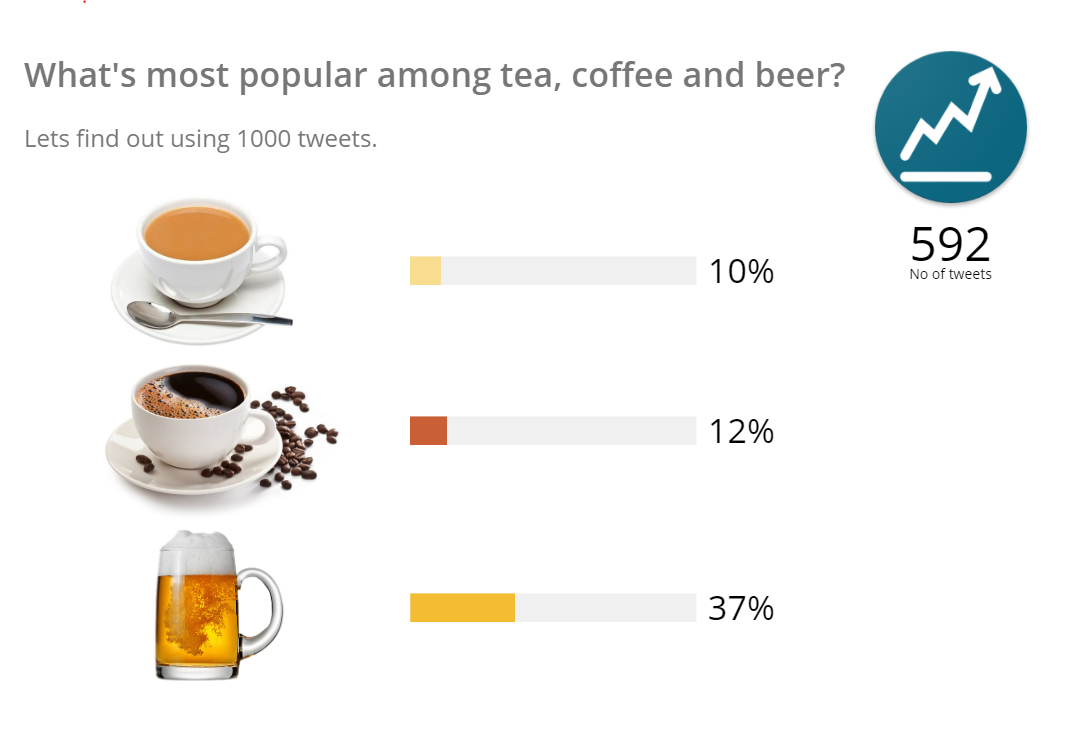 What's most popular among tea, coffee and beer?
Lets find out using 1000 tweets.
592
No of tweets
10%
12%
37%